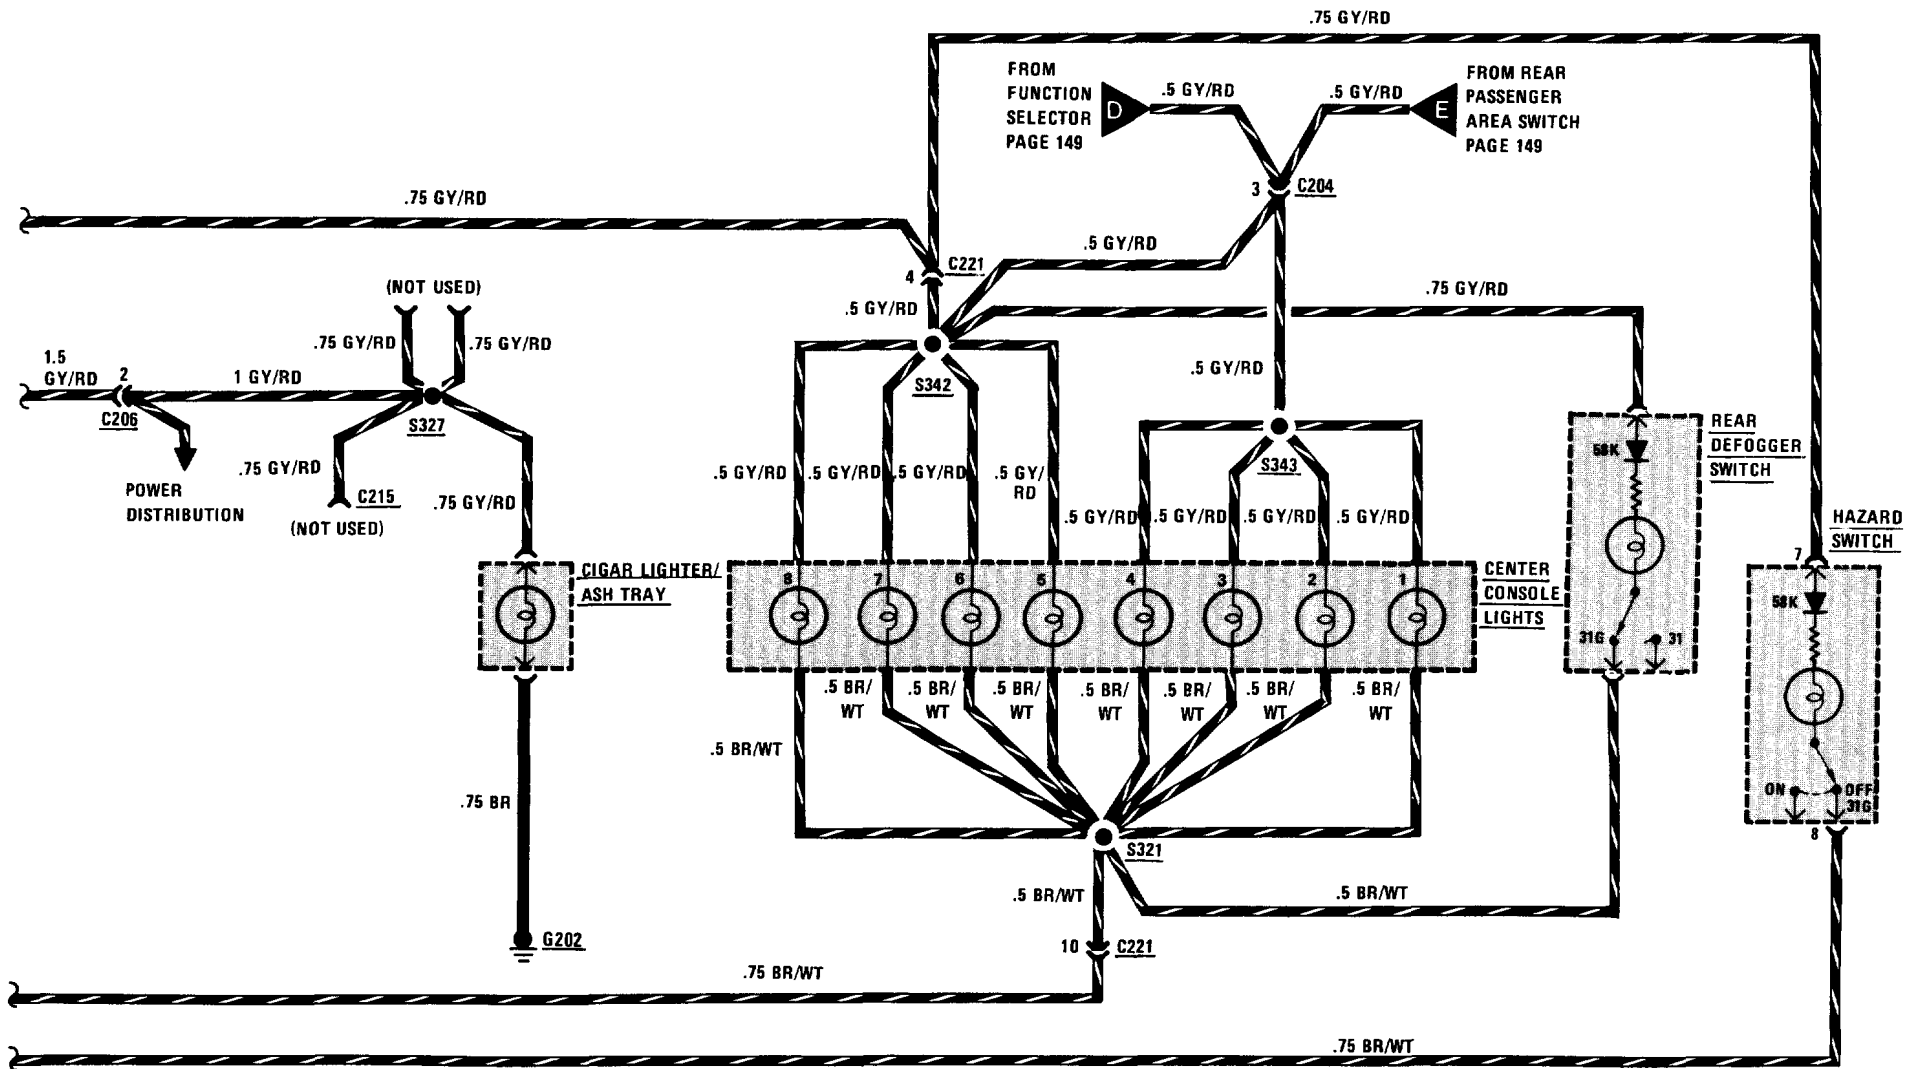 .75 GY/RD
FROM
FUNCTION
SELECTOR
PAGE 149
D
.5 GY/RD
.5 GY/RD
E
FROM REAR
PASSENGER
AREA SWITCH
PAGE 149
3
C204
.75 GY/RD
.5 GY/RD
4
C221
(NOT USED)
.5 GY/RD
.75 GY/RD
.75 GY/RD
.75 GY/RD
1.5
GY/RD
2
1 GY/RD
C206
S327
S342
.5 GY/RD
POWER
DISTRIBUTION
.75 GY/RD
C215
(NOT USED)
.75 GY/RD
.5 GY/RD
.5 GY/RD
.5 GY/RD
.5 GY/
RD
S343
.5 GY/RD
.5 GY/RD
.5 GY/RD
.5 GY/RD
58K
REAR
DEFOGGER
SWITCH
31G
31
HAZARD
SWITCH
7
58K
ON
OFF
31G
8
CIGAR LIGHTER/
ASH TRAY
8
7
6
5
4
3
2
1
CENTER
CONSOLE
LIGHTS
.5 BR/
WT
.5 BR/
WT
.5 BR/
WT
.5 BR/
WT
.5 BR/
WT
.5 BR/
WT
.5 BR/
WT
.5 BR/WT
.75 BR
S321
.5 BR/WT
.5 BR/WT
G202
10
C221
.75 BR/WT
.75 BR/WT